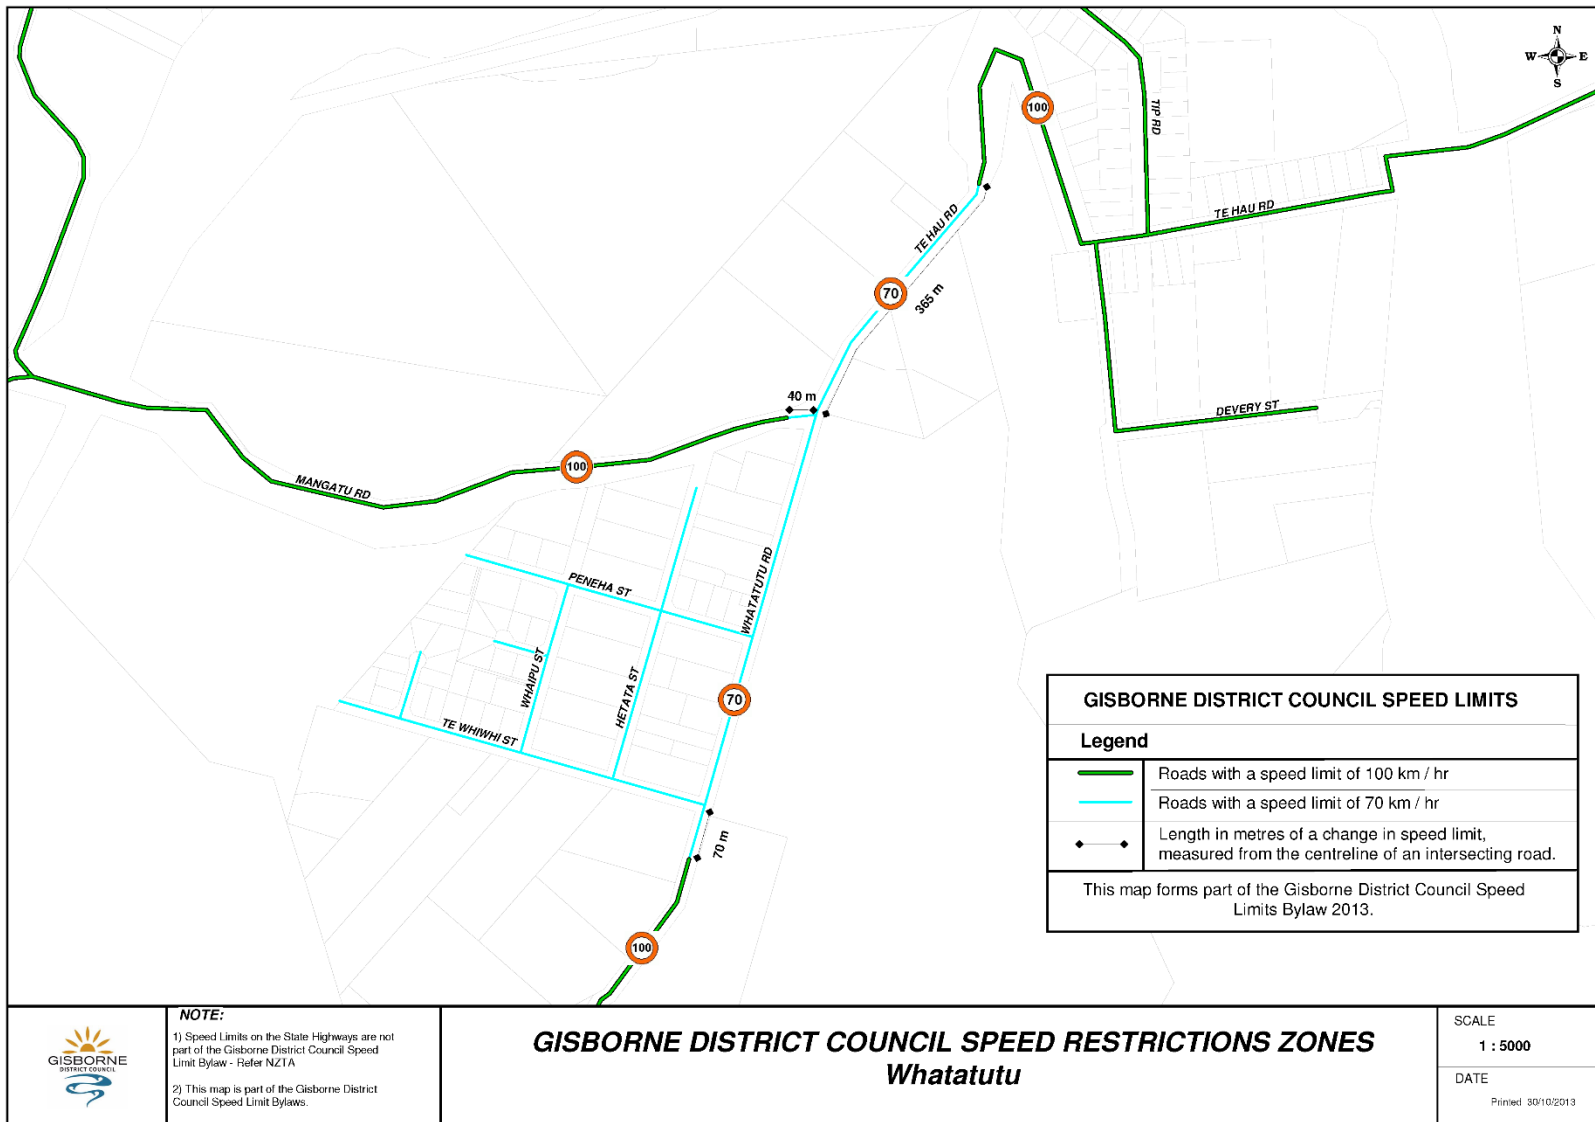 N
W E
S
100
TIP RD
TE HAU RD
TE HAU RD
70
365 m
40 m
DEVERY ST
100
MANGATU RD
PENEHA ST
WHATATUTU RD
WHAIPU ST
HETATA ST
70
TE WHIWHI ST
70 m
100
GISBORNE DISTRICT COUNCIL SPEED LIMITS
Legend
Roads with a speed limit of 100 km / hr
Roads with a speed limit of 70 km / hr
Length in metres of a change in speed limit,
measured from the centreline of an intersecting road.
This map forms part of the Gisborne District Council Speed
Limits Bylaw 2013.
GISBORNE
DISTRICT COUNCIL
NOTE:
1) Speed Limits on the State Highways are not
part of the Gisborne District Council Speed
Limit Bylaw - Refer NZTA
2) This map is part of the Gisborne District
Council Speed Limit Bylaws.
GISBORNE DISTRICT COUNCIL SPEED RESTRICTIONS ZONES
Whatatutu
SCALE
1 : 5000
DATE
Printed 30/10/2013